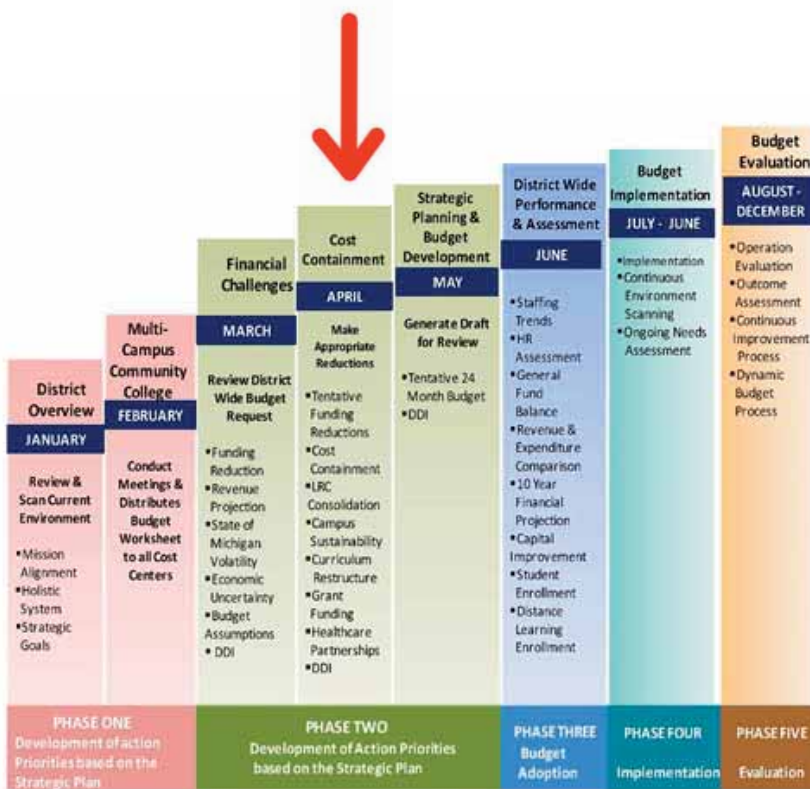 District
Overview
JANUARY
Review &
Scan Current
Environment
▪Mission
Alignment
▪Holistic
System
▪Strategic
Goals
Multi-
Campus
Community
College
FEBRUARY
Conduct
Meetings &
Distributes
Budget
Worksheet
to all Cost
Centers
Financial
Challenges
MARCH
Review District
Wide Budget
Request
▪Funding
Reduction
▪Revenue
Projection
▪State of
Michigan
Volatility
▪Economic
Uncertainty
▪Budget
Assumptions
▪ DDI
Cost
Containment
APRIL
Make
Appropriate
Reductions
▪Tentative
Funding
Reductions
▪Cost
Containment
▪LRC
Consolidation
▪Campus
Sustainability
▪Curriculum
Restructure
▪Grant
Funding
▪Healthcare
Partnerships
▪DDI
Strategic
Planning &
Budget
Development
MAY
Generate Draft
for Review
▪Tentative 24
Month Budget
▪DDI
District Wide
Performance
& Assessment
JUNE
▪Staffing
Trends
▪HR
Assessment
▪General
Fund
Balance
▪Revenue &
Expenditure
Comparison
▪10 Year
Financial
Projection
▪Capital
Improvement
▪Student
Enrollment
▪Distance
Learning
Enrollment
Budget
Implementation
JULY - JUNE
▪Implementation
▪Continuous
Environment
Scanning
▪Ongoing Needs
Assessment
Budget
Evaluation
AUGUST -
DECEMBER
▪Operation
Evaluation
▪Outcome
Assessment
▪Continuous
Improvement
Process
▪Dynamic
Budget
Process
PHASE ONE
Development of action
Priorities based on the
Strategic Plan
PHASE TWO
Development of Action Priorities
based on the Strategic Plan
PHASE THREE
Budget
Adoption
PHASE FOUR
Implementation
PHASE FIVE
Evaluation